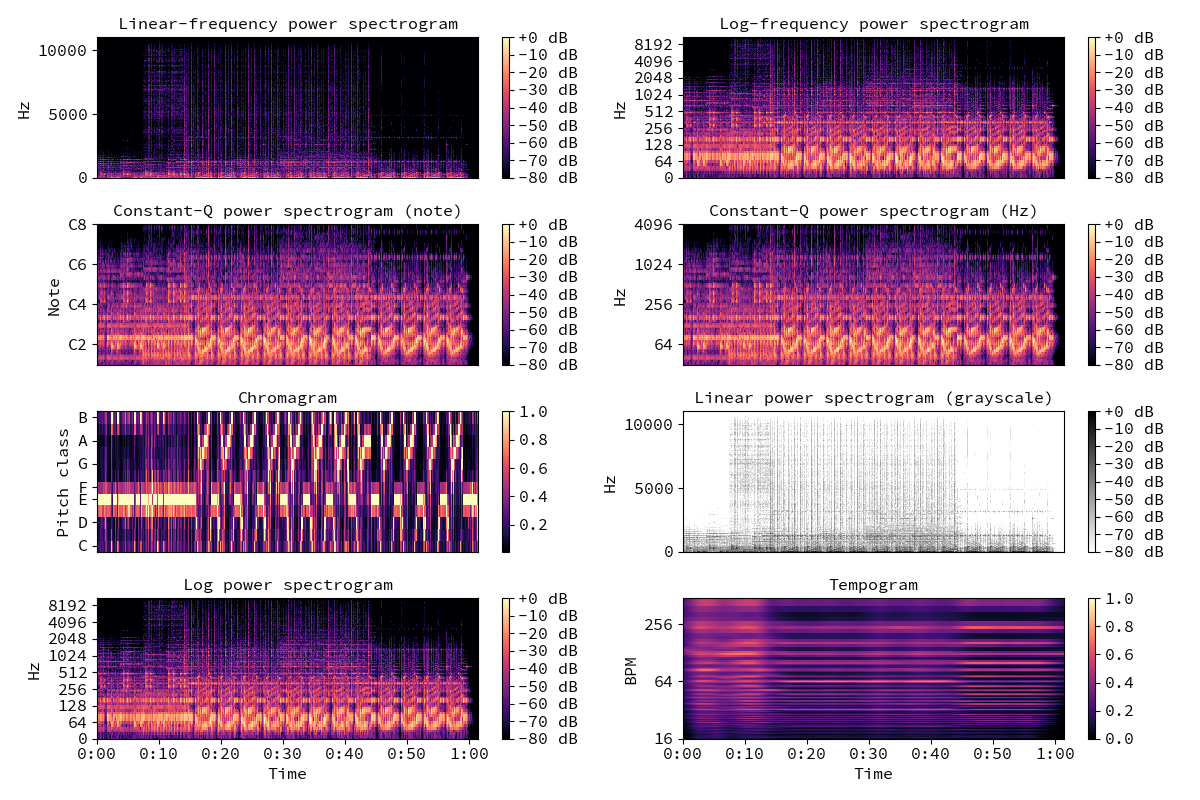 Linear-frequency power spectrogram
Hz
10000
5000
0
+0 dB
-10 dB
-20 dB
-30 dB
-40 dB
-50 dB
-60 dB
-70 dB
-80 dB
Log-frequency power spectrogram
Hz
8192
4096
2048
1024
512
256
128
64
0
+0 dB
-10 dB
-20 dB
-30 dB
-40 dB
-50 dB
-60 dB
-70 dB
-80 dB
Constant-Q power spectrogram (note)
Note
C8
C6
C4
C2
+0 dB
-10 dB
-20 dB
-30 dB
-40 dB
-50 dB
-60 dB
-70 dB
-80 dB
Constant-Q power spectrogram (Hz)
Hz
4096
1024
256
64
+0 dB
-10 dB
-20 dB
-30 dB
-40 dB
-50 dB
-60 dB
-70 dB
-80 dB
Chromagram
Pitch class
B
A
G
F
E
D
C
1.0
0.8
0.6
0.4
0.2
Linear power spectrogram (grayscale)
Hz
10000
5000
0
+0 dB
-10 dB
-20 dB
-30 dB
-40 dB
-50 dB
-60 dB
-70 dB
-80 dB
Log power spectrogram
Hz
8192
4096
2048
1024
512
256
128
64
0
+0 dB
-10 dB
-20 dB
-30 dB
-40 dB
-50 dB
-60 dB
-70 dB
-80 dB
0:00 0:10 0:20 0:30 0:40 0:50 1:00
Time
Tempogram
BPM
256
64
16
1.0
0.8
0.6
0.4
0.2
0.0
0:00 0:10 0:20 0:30 0:40 0:50 1:00
Time